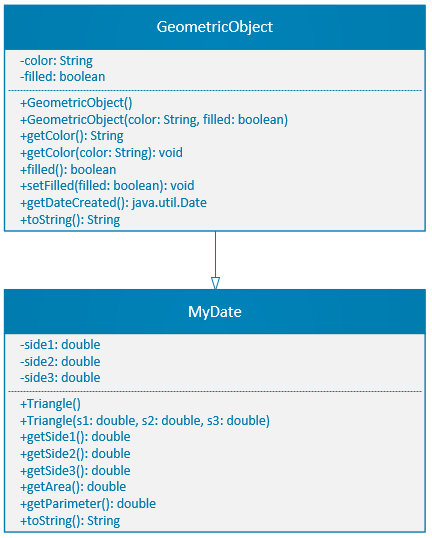 GeometricObject
-color: String
-filled: boolean
+GeometricObject()
+GeometricObject(color: String, filled: boolean)
+getColor(): String
+getColor(color: String): void
+filled(): boolean
+setFilled(filled: boolean): void
+getDateCreated(): java.util.Date
+toString(): String
MyDate
-side1: double
-side2: double
-side3: double
+Triangle()
+Triangle(s1: double, s2: double, s3: double)
+getSide1(): double
+getSide2(): double
+getSide3(): double
+getArea(): double
+getParimeter(): double
+toString(): String